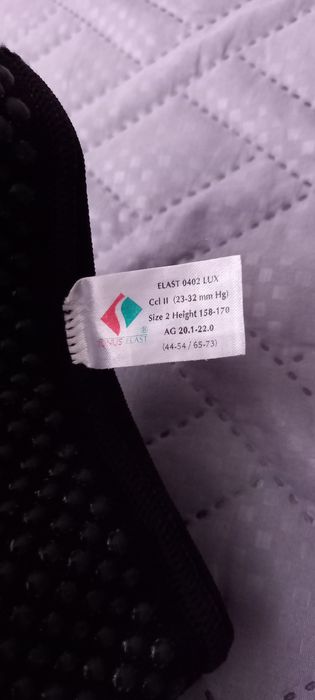 ELAST 0402 LUX
Ccl II (23-32 mm Hg)
Size 2 Height 158-170
AG 20.1-22.0
(44-54 / 65-73)
®
TONUS ELAST